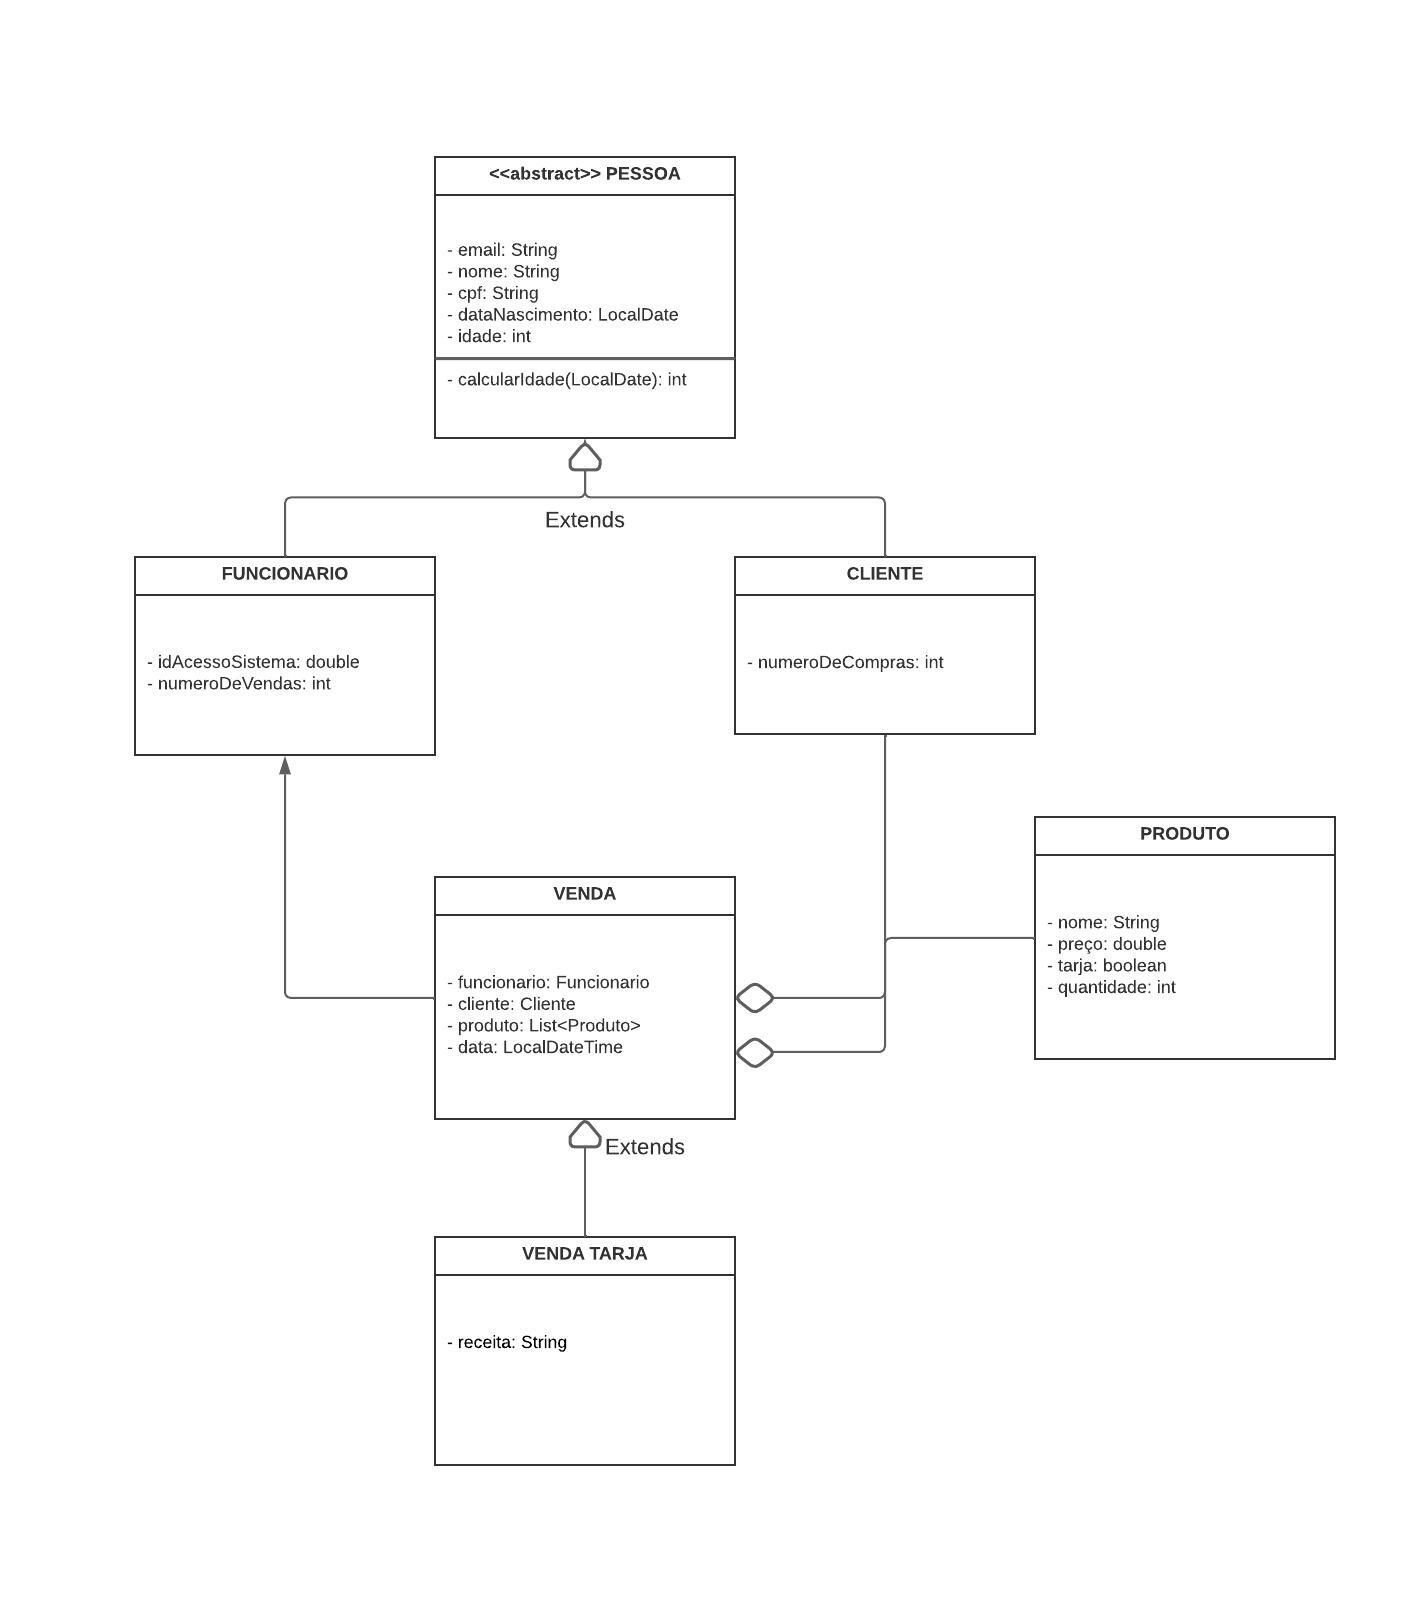 <<abstract>> PESSOA
- email: String
- nome: String
- cpf: String
- dataNascimento: LocalDate
- idade: int
- calcularIdade(LocalDate): int
Extends
FUNCIONARIO
- idAcessoSistema: double
- numeroDeVendas: int
CLIENTE
- numeroDeCompras: int
PRODUTO
- nome: String
- preço: double
- tarja: boolean
- quantidade: int
VENDA
- funcionario: Funcionario
- cliente: Cliente
- produto: List<Produto>
- data: LocalDateTime
Extends
VENDA TARJA
- receita: String